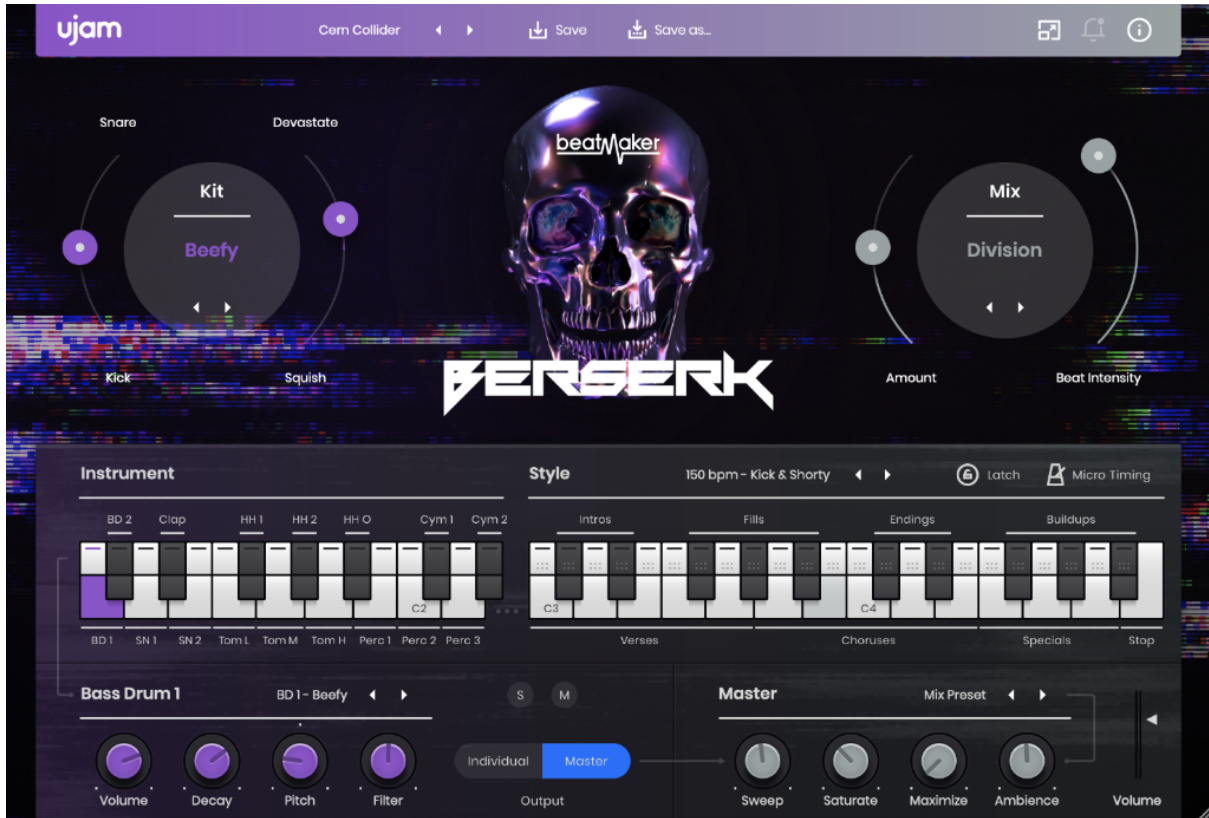 ujam Cern Collider Save Save as...
Snare Devastate
beatMaker
Kit Mix
Beefy Division
Kick Squish Amount Beat Intensity
BERSERK
Instrument Style 150 bpm - Kick & Shorty Latch Micro Timing
BD 2 Clap HH 1 HH 2 HH O Cym 1 Cym 2 Intros Fills Endings Buildups
C2 C3 C4
BD 1 SN 1 SN 2 Tom L Tom M Tom H Perc 1 Perc 2 Perc 3 Verses Choruses Specials Stop
Bass Drum 1 BD 1 - Beefy S M Master Mix Preset
Individual Master
Volume Decay Pitch Filter Output Sweep Saturate Maximize Ambience Volume